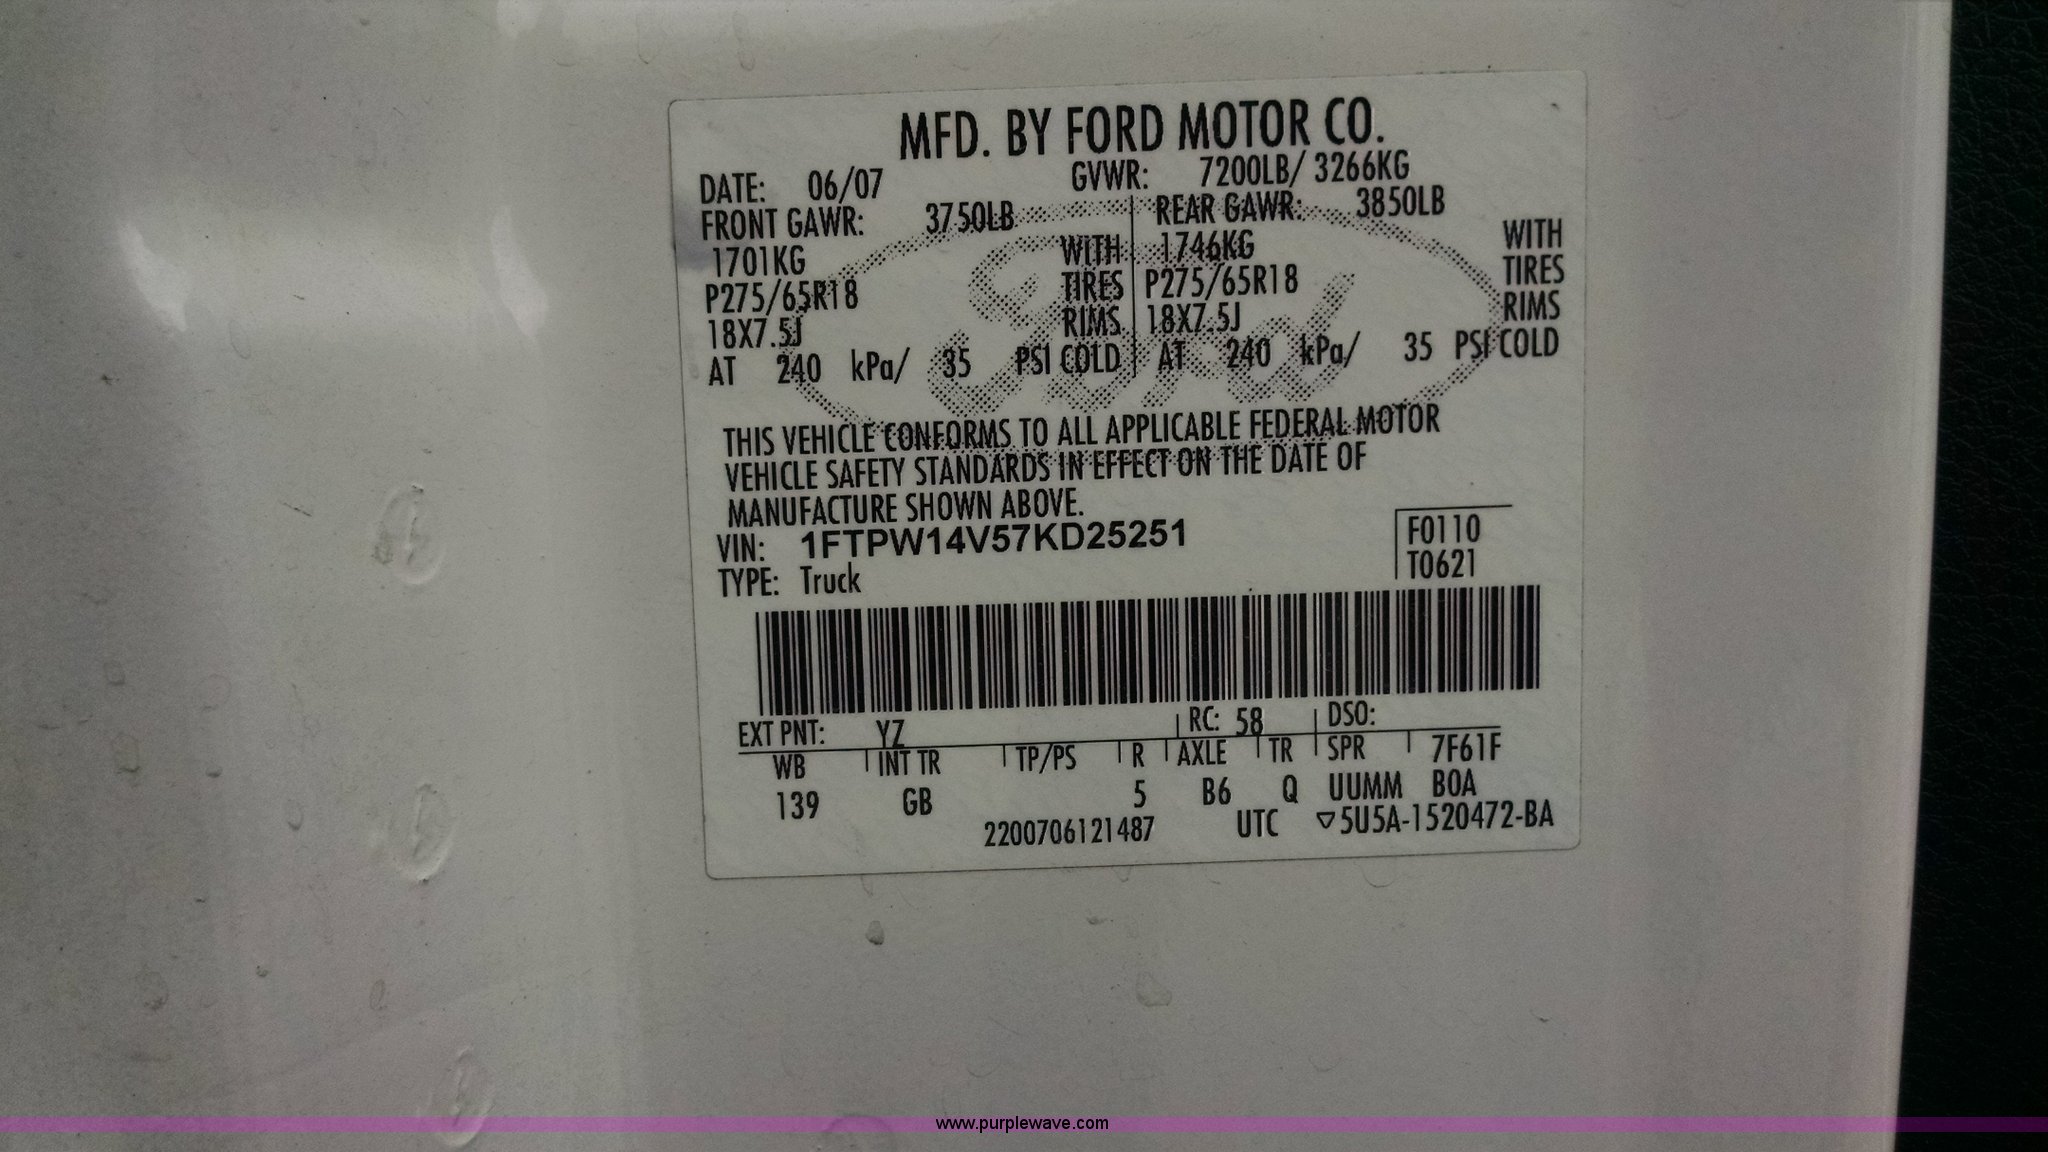 MFD. BY FORD MOTOR CO.
DATE: 06/07 GVWR: 7200LB/ 3266KG
FRONT GAWR: 3750LB REAR GAWR: 3850LB
1701KG WITH 1746KG WITH
P275/65R18 TIRES P275/65R18 TIRES
18X7.5J RIMS 18X7.5J RIMS
AT 240 kPa/ 35 PSI COLD AT 240 kPa/ 35 PSI COLD
Ford
THIS VEHICLE CONFORMS TO ALL APPLICABLE FEDERAL MOTOR
VEHICLE SAFETY STANDARDS IN EFFECT ON THE DATE OF
MANUFACTURE SHOWN ABOVE.
VIN: 1FTPW14V57KD25251 F0110
TYPE: Truck T0621
EXT PNT: YZ RC: 58 DSO:
WB INT TR TP/PS R AXLE TR SPR 7F61F
139 GB 5 B6 Q UUMM B0A
2200706121487 UTC ▽5U5A-1520472-BA
www.purplewave.com